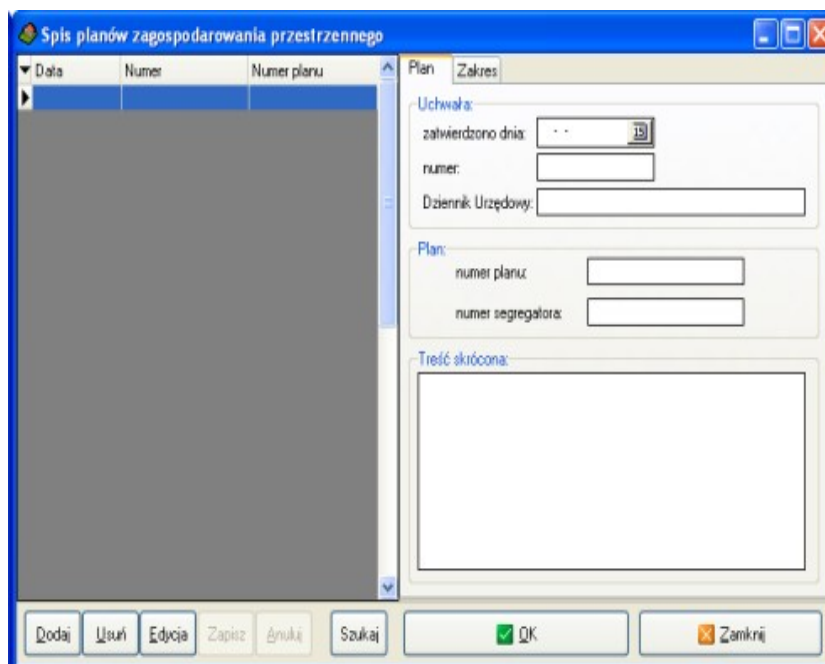 Spis planów zagospodarowania przestrzennego
Data Numer Numer planu
Plan Zakres
Uchwała:
zatwierdzono dnia: - - 15
numer:
Dziennik Urzędowy:
Plan:
numer planu:
numer segregatora:
Treść skrócona:
Dodaj Usuń Edycja Zapisz Anuluj Szukaj OK Zamknij